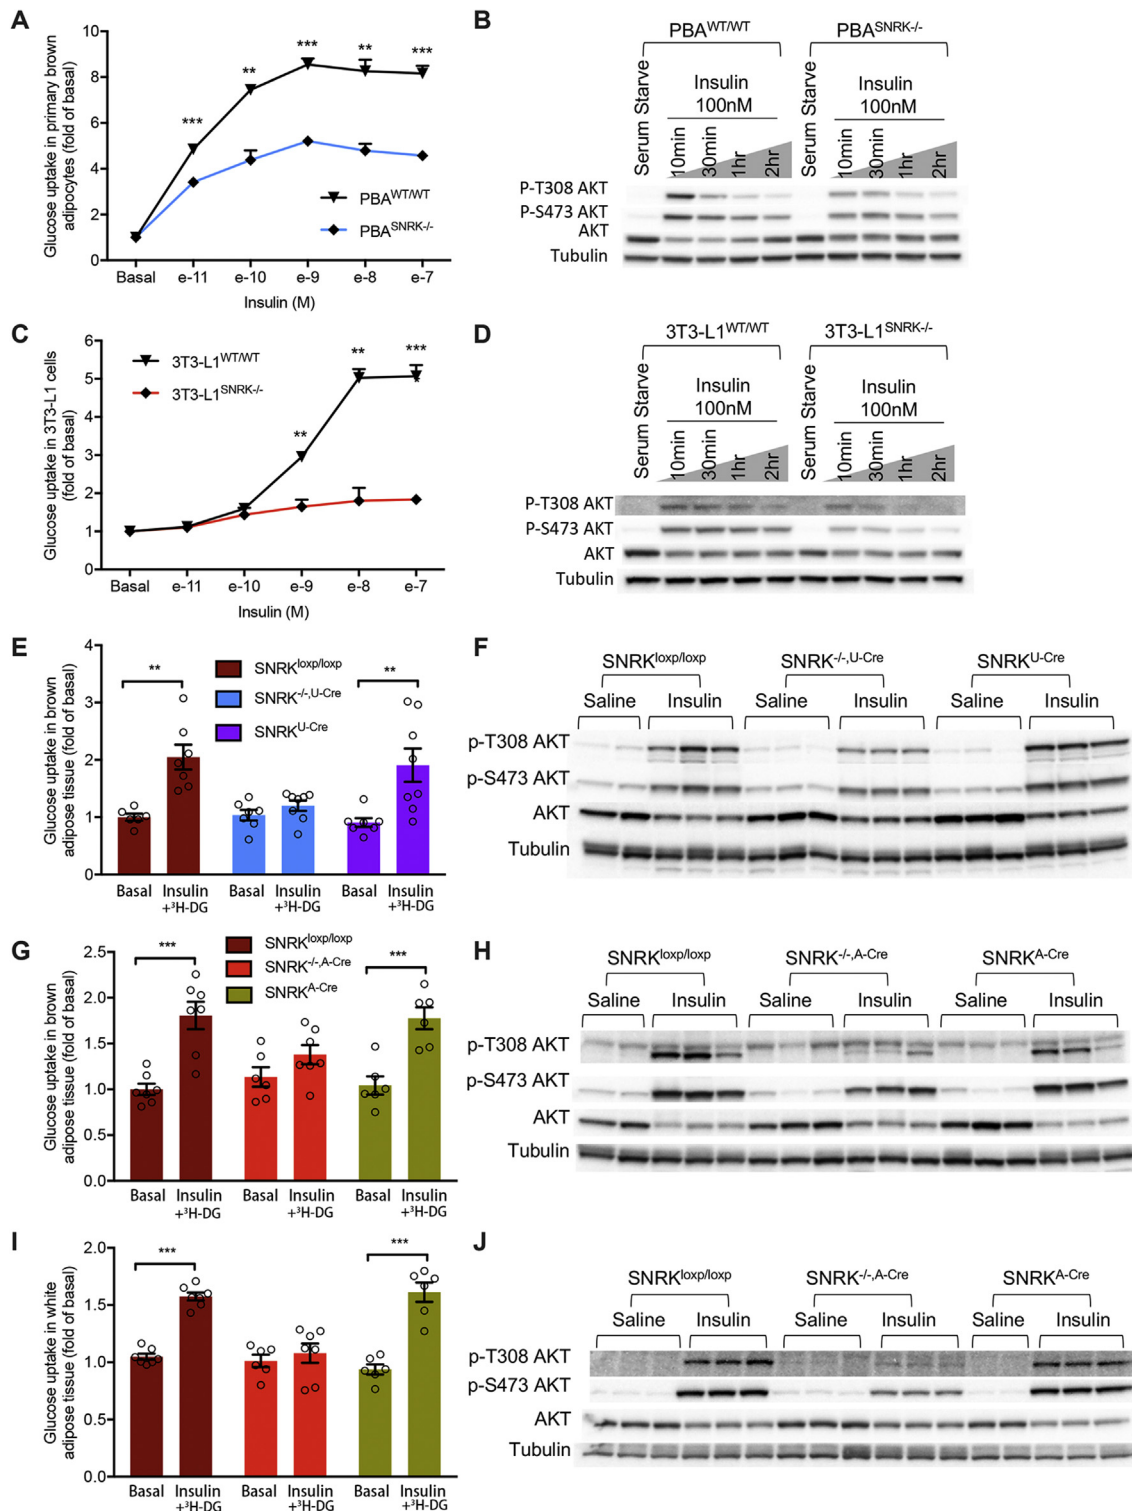 A
Glucose uptake in primary brown
adipocytes (fold of basal)
10
8
6
4
2
0
***
**
***
**
***
PBA^WT/WT
PBA^SNRK-/-
Basal e-11 e-10 e-9 e-8 e-7
Insulin (M)
B
PBA^WT/WT PBA^SNRK-/-
Serum Starve
Insulin
100nM
10min 30min 1hr 2hr
Serum Starve
Insulin
100nM
10min 30min 1hr 2hr
P-T308 AKT
P-S473 AKT
AKT
Tubulin
C
Glucose uptake in 3T3-L1 cells
(fold of basal)
6
5
4
3
2
1
0
3T3-L1^WT/WT
3T3-L1^SNRK-/-
**
**
***
Basal e-11 e-10 e-9 e-8 e-7
Insulin (M)
D
3T3-L1^WT/WT 3T3-L1^SNRK-/-
Serum Starve
Insulin
100nM
10min 30min 1hr 2hr
Serum Starve
Insulin
100nM
10min 30min 1hr 2hr
P-T308 AKT
P-S473 AKT
AKT
Tubulin
E
Glucose uptake in brown
adipose tissue (fold of basal)
4
3
2
1
0
**
**
SNRK^loxp/loxp
SNRK^-/-,U-Cre
SNRK^U-Cre
Basal Insulin Basal Insulin Basal Insulin
+³H-DG +³H-DG +³H-DG
F
SNRK^loxp/loxp SNRK^-/-,U-Cre SNRK^U-Cre
Saline Insulin Saline Insulin Saline Insulin
p-T308 AKT
p-S473 AKT
AKT
Tubulin
G
Glucose uptake in brown
adipose tissue (fold of basal)
2.5
2.0
1.5
1.0
0.5
0.0
***
***
SNRK^loxp/loxp
SNRK^-/-,A-Cre
SNRK^A-Cre
Basal Insulin Basal Insulin Basal Insulin
+³H-DG +³H-DG +³H-DG
H
SNRK^loxp/loxp SNRK^-/-,A-Cre SNRK^A-Cre
Saline Insulin Saline Insulin Saline Insulin
p-T308 AKT
p-S473 AKT
AKT
Tubulin
I
Glucose uptake in white
adipose tissue (fold of basal)
2.0
1.5
1.0
0.5
0.0
***
***
Basal Insulin Basal Insulin Basal Insulin
+³H-DG +³H-DG +³H-DG
J
SNRK^loxp/loxp SNRK^-/-,A-Cre SNRK^A-Cre
Saline Insulin Saline Insulin Saline Insulin
p-T308 AKT
p-S473 AKT
AKT
Tubulin